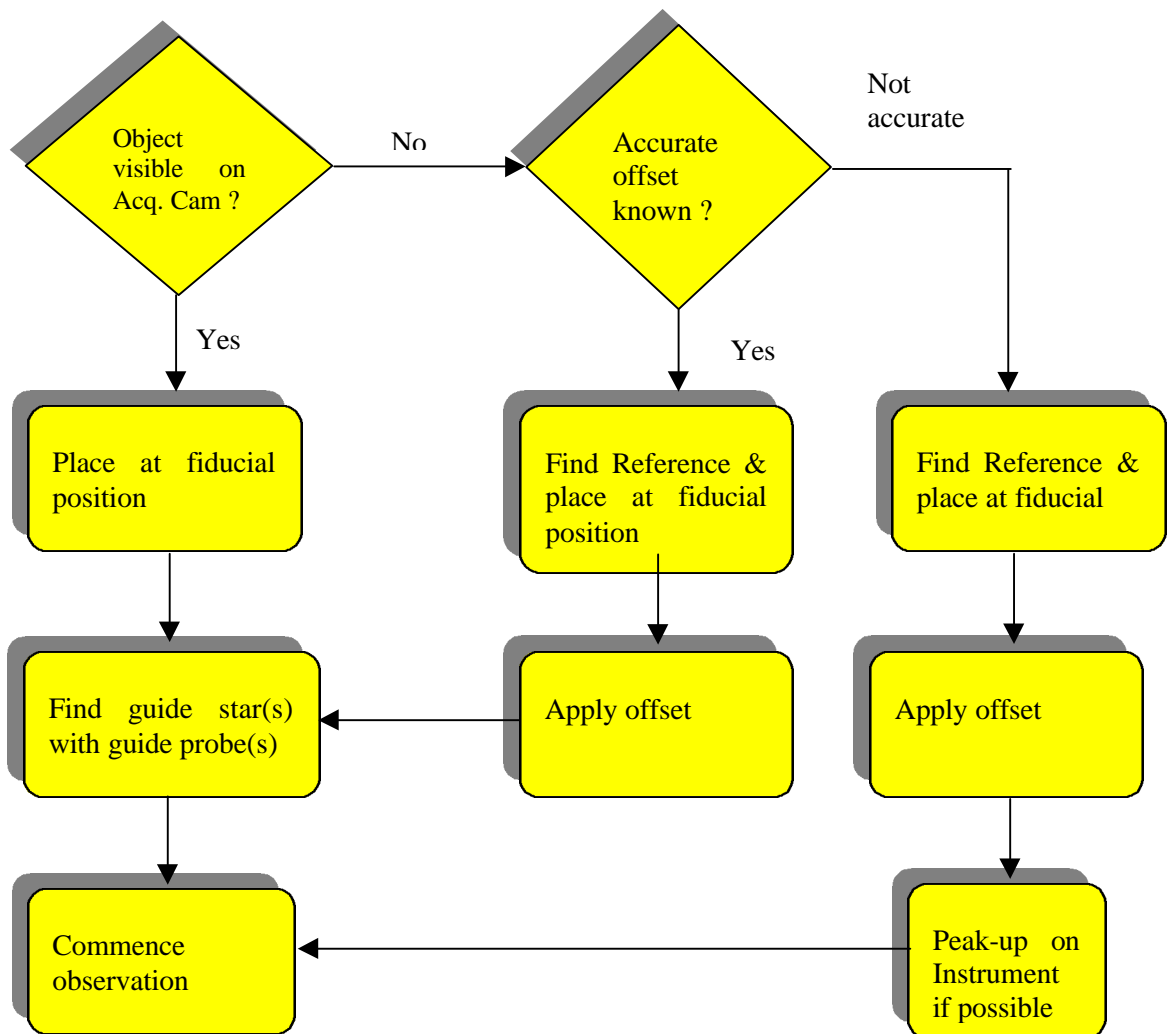 Object
visible on
Acq. Cam ?
No
Accurate
offset
known ?
Not
accurate
Yes
Yes
Place at fiducial
position
Find Reference &
place at fiducial
position
Find Reference &
place at fiducial
Find guide star(s)
with guide probe(s)
Apply offset
Apply offset
Commence
observation
Peak-up on
Instrument
if possible